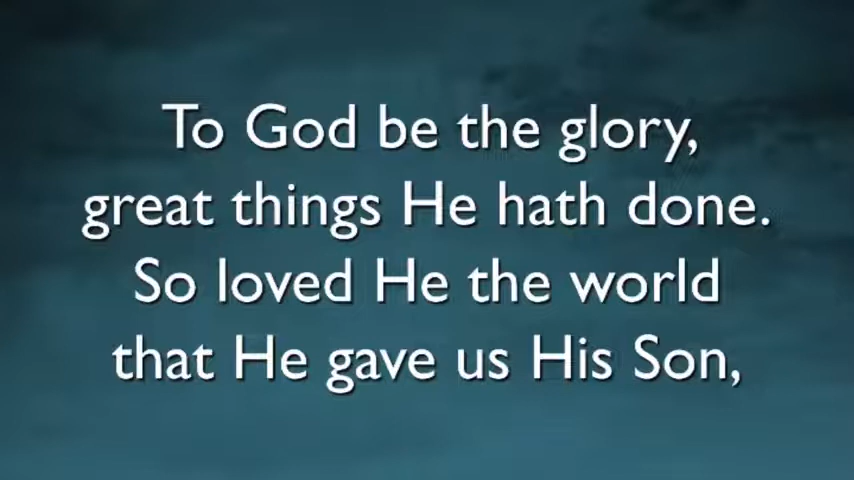 To God be the glory,
great things He hath done.
So loved He the world
that He gave us His Son,